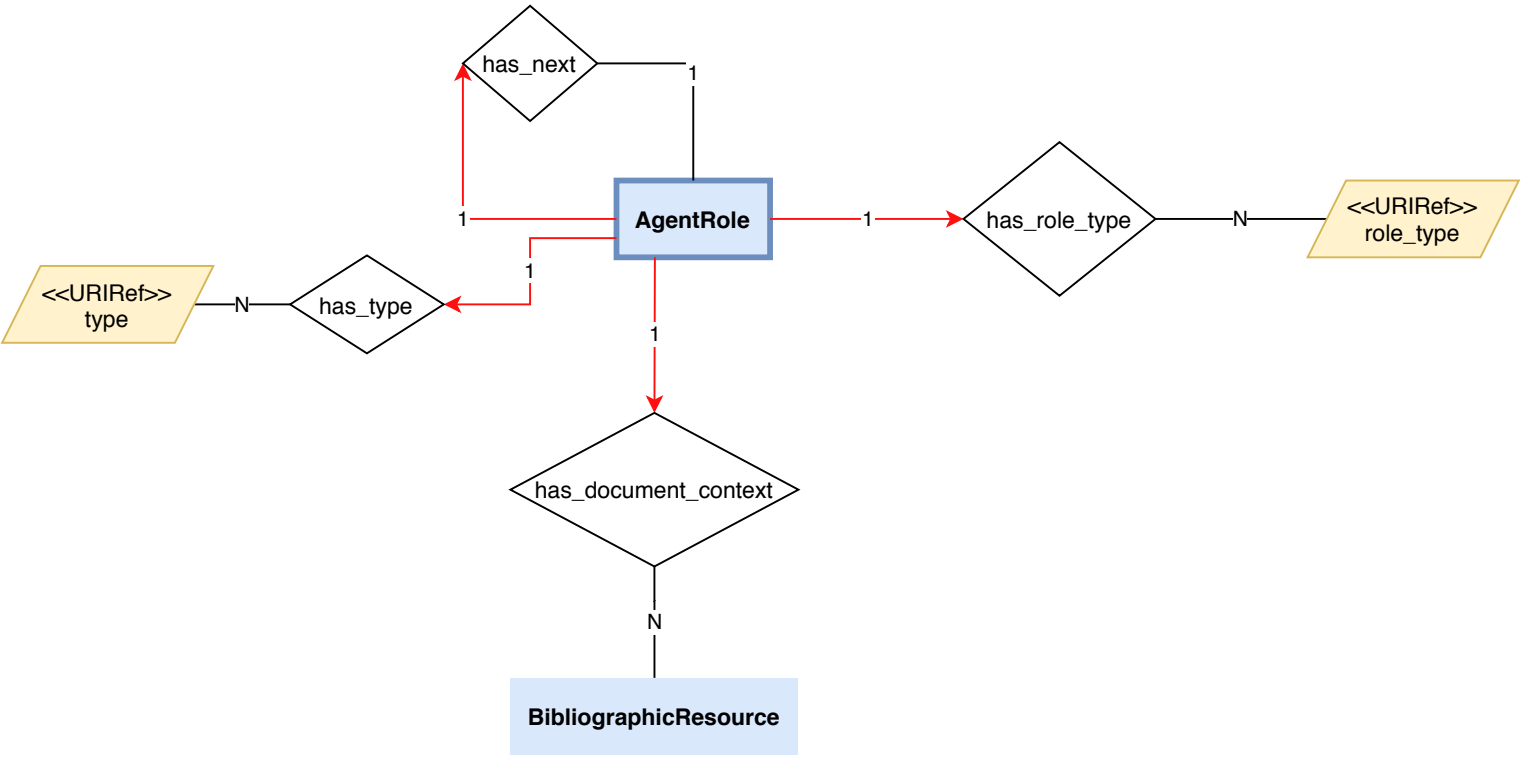 has_next
1
1
AgentRole
1
has_role_type
N
<<URIRef>>
role_type
1
<<URIRef>>
type
N
has_type
1
has_document_context
N
BibliographicResource